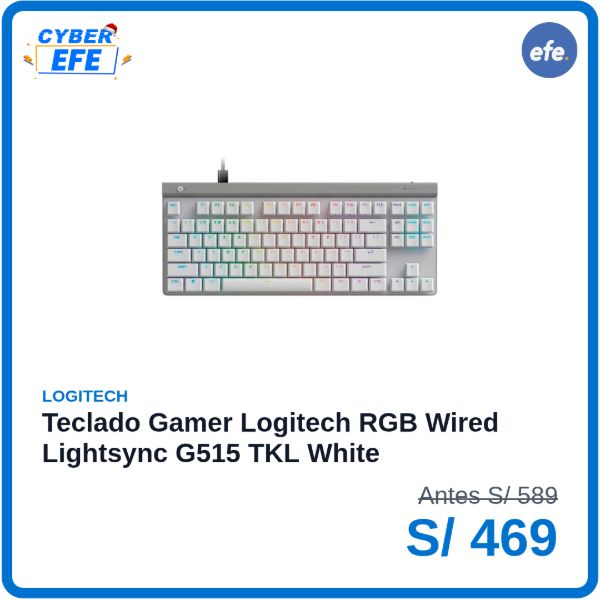 CYBER
EFE
efe.
LOGITECH
Teclado Gamer Logitech RGB Wired
Lightsync G515 TKL White
Antes S/ 589
S/ 469